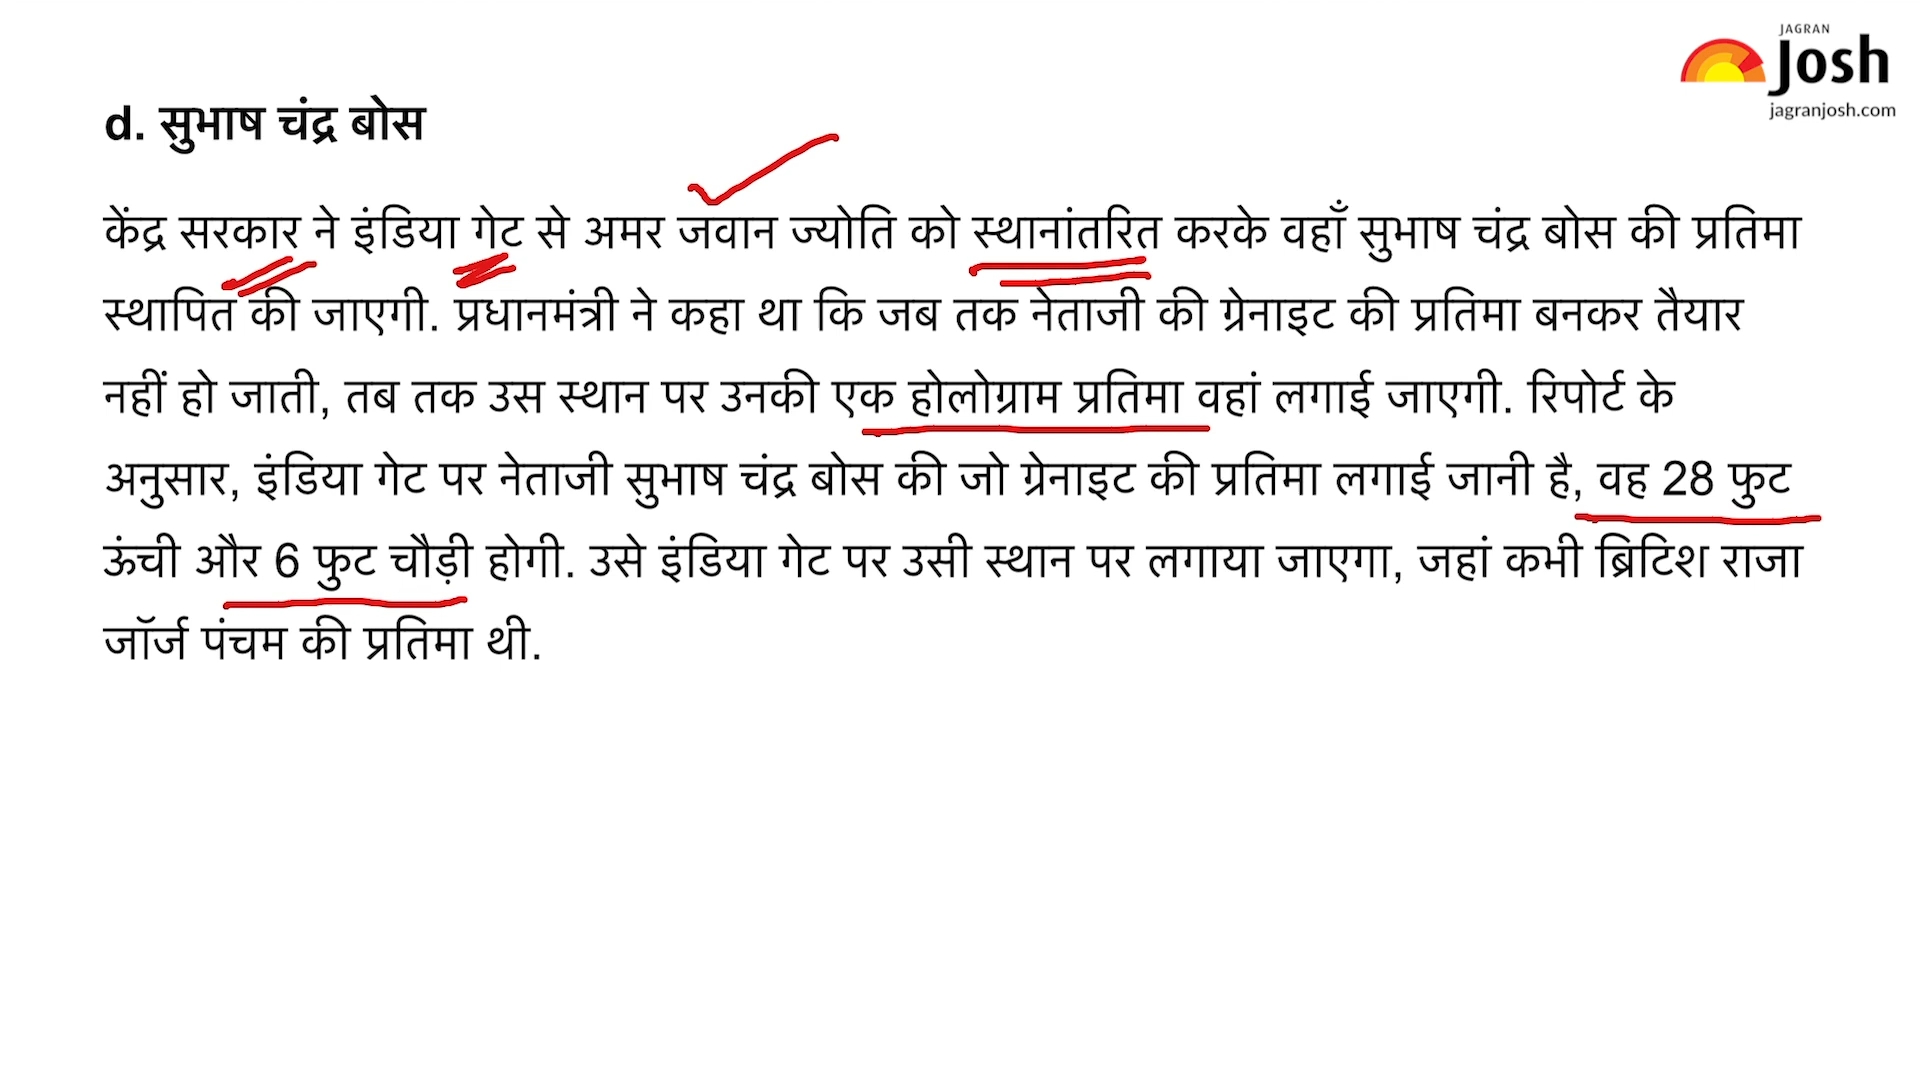 JAGRAN
Josh
jagranjosh.com
d. सुभाष चंद्र बोस
केंद्र सरकार ने इंडिया गेट से अमर जवान ज्योति को स्थानांतरित करके वहाँ सुभाष चंद्र बोस की प्रतिमा
स्थापित की जाएगी. प्रधानमंत्री ने कहा था कि जब तक नेताजी की ग्रेनाइट की प्रतिमा बनकर तैयार
नहीं हो जाती, तब तक उस स्थान पर उनकी एक होलोग्राम प्रतिमा वहां लगाई जाएगी. रिपोर्ट के
अनुसार, इंडिया गेट पर नेताजी सुभाष चंद्र बोस की जो ग्रेनाइट की प्रतिमा लगाई जानी है, वह 28 फुट
ऊंची और 6 फुट चौड़ी होगी. उसे इंडिया गेट पर उसी स्थान पर लगाया जाएगा, जहां कभी ब्रिटिश राजा
जॉर्ज पंचम की प्रतिमा थी.